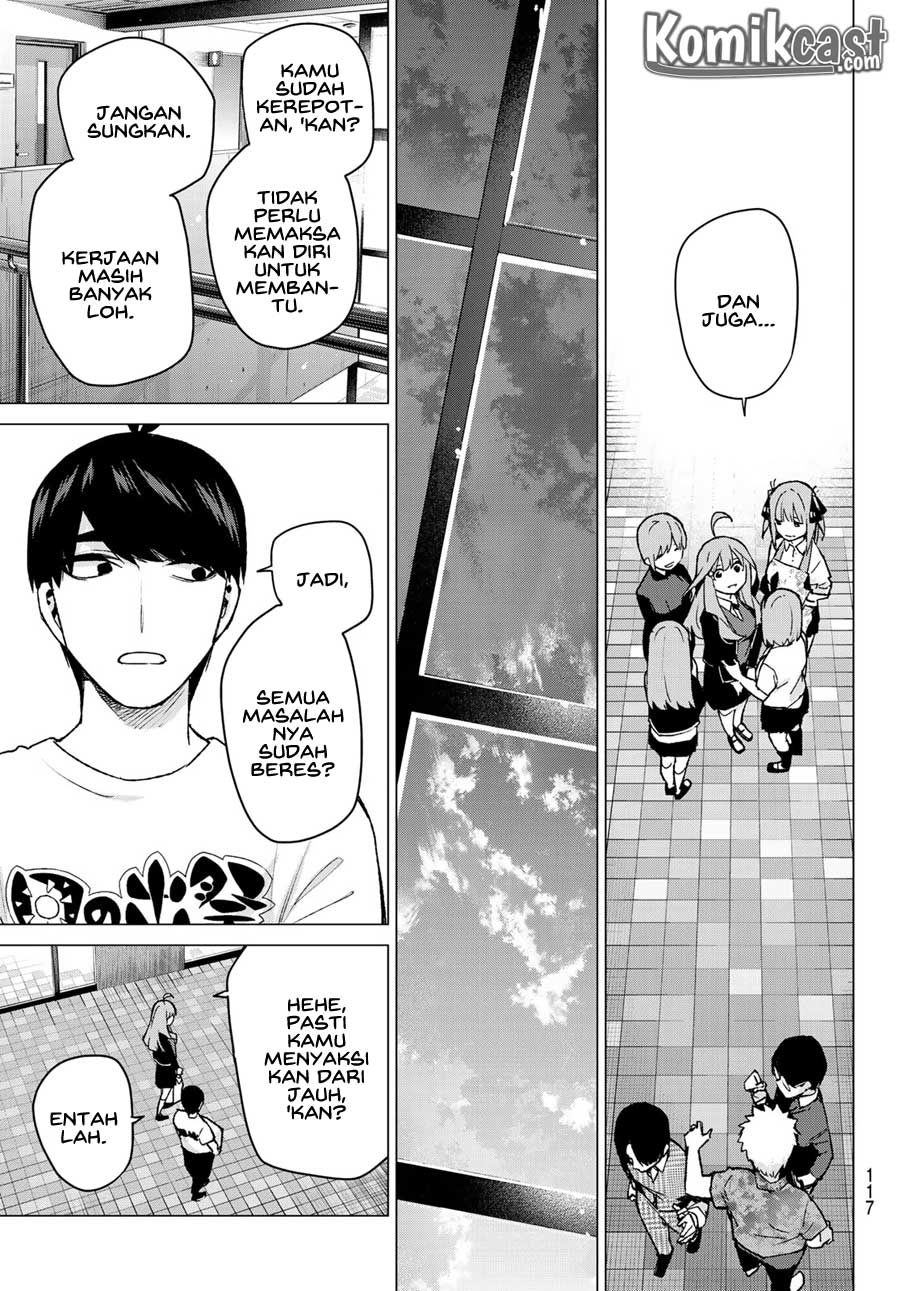 Komikcast
.com
DAN
JUGA...
KAMU
SUDAH
KEREPOT-
AN, 'KAN?
TIDAK
PERLU
MEMAKSA
KAN DIRI
UNTUK
MEMBAN-
TU.
JANGAN
SUNGKAN.
KERJAAN
MASIH
BANYAK
LOH.
JADI,
SEMUA
MASALAH
NYA
SUDAH
BERES?
HEHE,
PASTI
KAMU
MENYAKSI
KAN DARI
JAUH,
'KAN?
ENTAH
LAH.
117